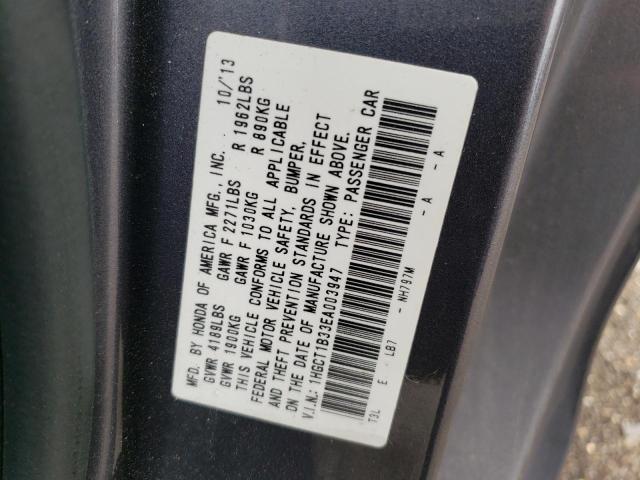 MFD. BY HONDA OF AMERICA MFG., INC. 10/'13
GVWR 4189LBS GAWR F 2271LBS R 1962LBS
GVWR 1900KG GAWR F 1030KG R 890KG
THIS VEHICLE CONFORMS TO ALL APPLICABLE
FEDERAL MOTOR VEHICLE SAFETY, BUMPER,
AND THEFT PREVENTION STANDARDS IN EFFECT
ON THE DATE OF MANUFACTURE SHOWN ABOVE.
V.I.N.: 1HGCT1B33EA003947 TYPE: PASSENGER CAR
T3L E LB7 - NH797M - A - A